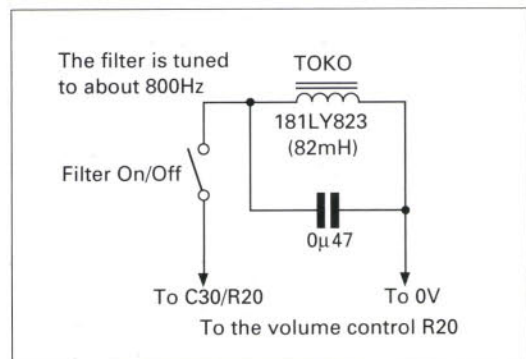 The filter is tuned
to about 800Hz
TOKO
181LY823
(82mH)
Filter On/Off
0μ47
To C30/R20
To 0V
To the volume control R20